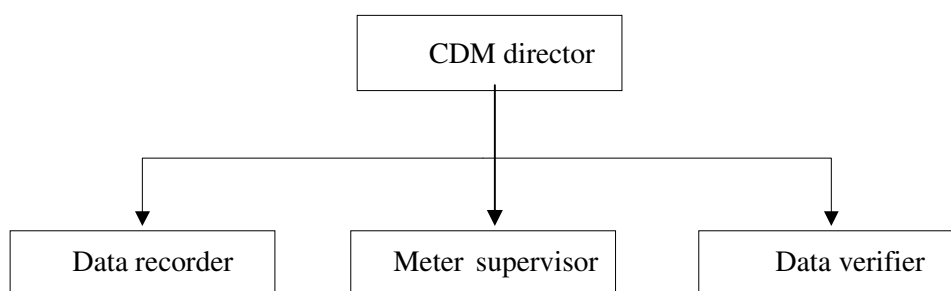 CDM director
Data recorder
Meter supervisor
Data verifier